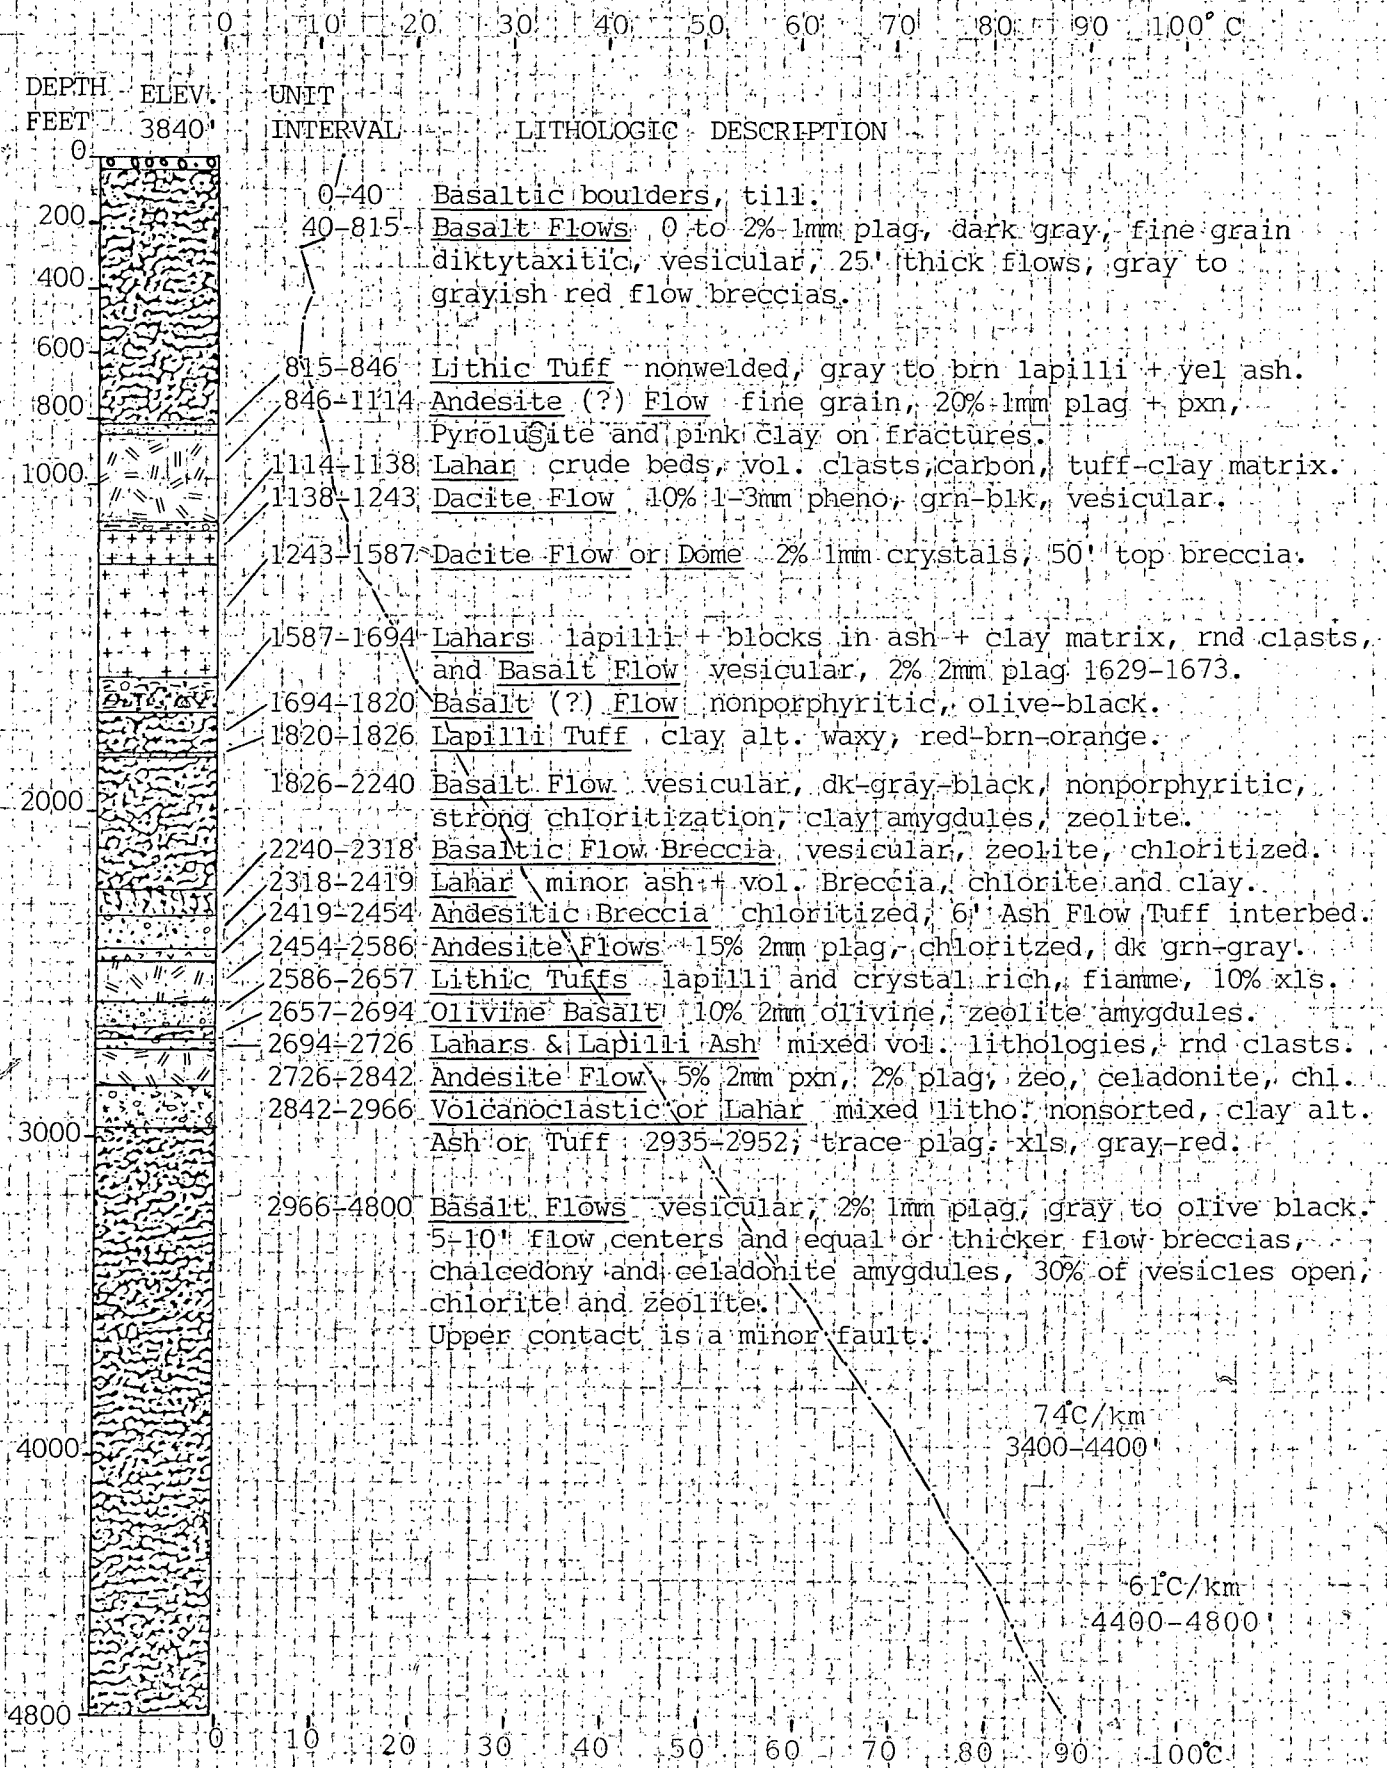 0 10 20 30 40 50 60 70 80 90 100°C
DEPTH ELEV. UNIT
FEET 3840' INTERVAL LITHOLOGIC DESCRIPTION
0
0-40 Basaltic boulders, till.
200
40-815 Basalt Flows 0 to 2% 1mm plag, dark gray, fine grain
diktytaxitic, vesicular, 25' thick flows, gray to
400
grayish red flow breccias.
600
815-846 Lithic Tuff nonwelded, gray to brn lapilli + yel ash.
800
846-1114 Andesite (?) Flow fine grain, 20% 1mm plag + pxn,
Pyrolusite and pink clay on fractures.
1000
1114-1138 Lahar crude beds, vol. clasts, carbon, tuff-clay matrix.
1138-1243 Dacite Flow 10% 1-3mm pheno, grn-blk, vesicular.
1243-1587 Dacite Flow or Dome 2% 1mm crystals, 50' top breccia.
1587-1694 Lahars lapilli + blocks in ash + clay matrix, rnd clasts,
and Basalt Flow vesicular, 2% 2mm plag 1629-1673.
1694-1820 Basalt (?) Flow nonporphyritic, olive-black.
1820-1826 Lapilli Tuff clay alt. waxy, red-brn-orange.
1826-2240 Basalt Flow vesicular, dk-gray-black, nonporphyritic,
2000
strong chloritization, clay amygdules, zeolite.
2240-2318 Basaltic Flow Breccia vesicular, zeolite, chloritized.
2318-2419 Lahar minor ash + vol. Breccia, chlorite and clay.
2419-2454 Andesitic Breccia chloritized, 6' Ash Flow Tuff interbed.
2454-2586 Andesite Flows 15% 2mm plag, chloritzed, dk grn-gray.
2586-2657 Lithic Tuffs lapilli and crystal rich, fiamme, 10% xls.
2657-2694 Olivine Basalt 10% 2mm olivine, zeolite amygdules.
2694-2726 Lahars & Lapilli Ash mixed vol. lithologies, rnd clasts.
2726-2842 Andesite Flow 5% 2mm pxn, 2% plag, zeo, celadonite, chl.
2842-2966 Volcanoclastic or Lahar mixed litho. nonsorted, clay alt.
3000
Ash or Tuff 2935-2952, trace plag. xls, gray-red.
2966-4800 Basalt Flows vesicular, 2% 1mm plag, gray to olive black.
5-10' flow centers and equal or thicker flow breccias,
chalcedony and celadonite amygdules, 30% of vesicles open,
chlorite and zeolite.
Upper contact is a minor fault.
74°C/km
3400-4400'
4000
61°C/km
4400-4800'
4800
0 10 20 30 40 50 60 70 80 90 100°C